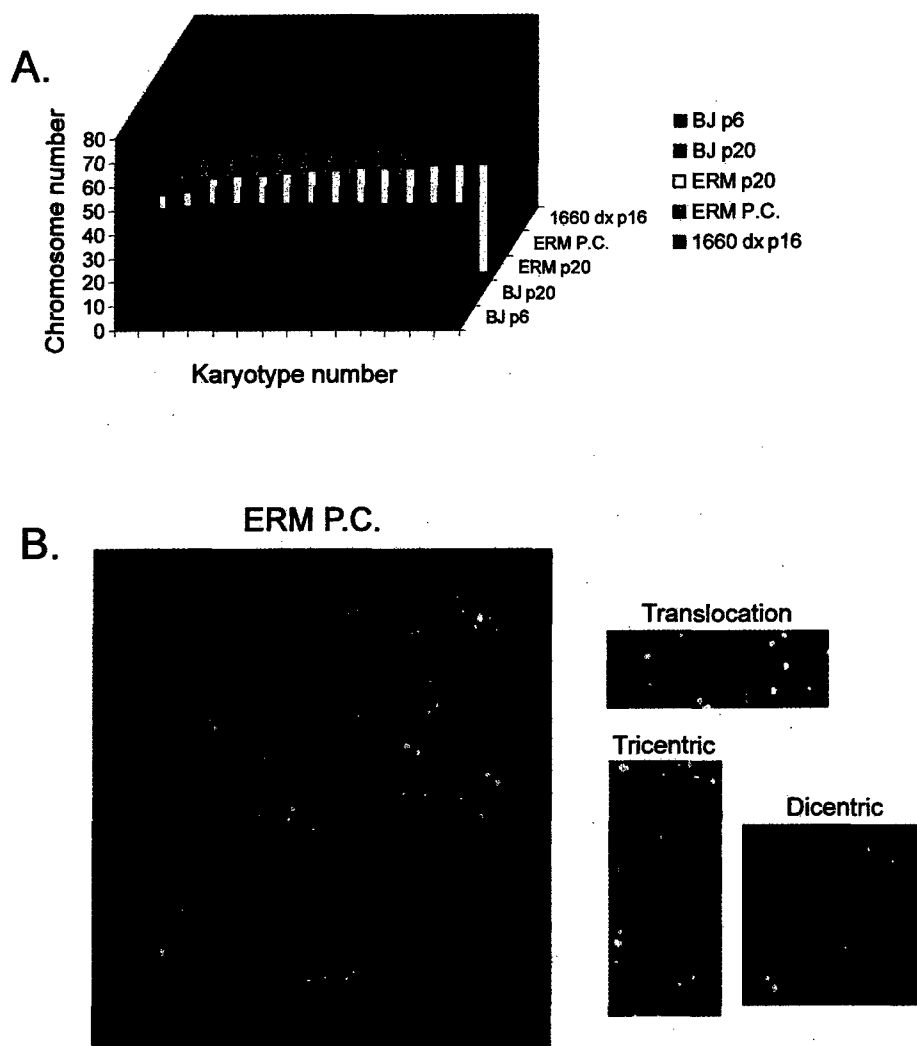 A.
Chromosome number
80
70
60
50
40
30
20
10
0
Karyotype number
1660 dx p16
ERM P.C.
ERM p20
BJ p20
BJ p6
BJ p6
BJ p20
ERM p20
ERM P.C.
1660 dx p16
B.
ERM P.C.
Translocation
Tricentric
Dicentric